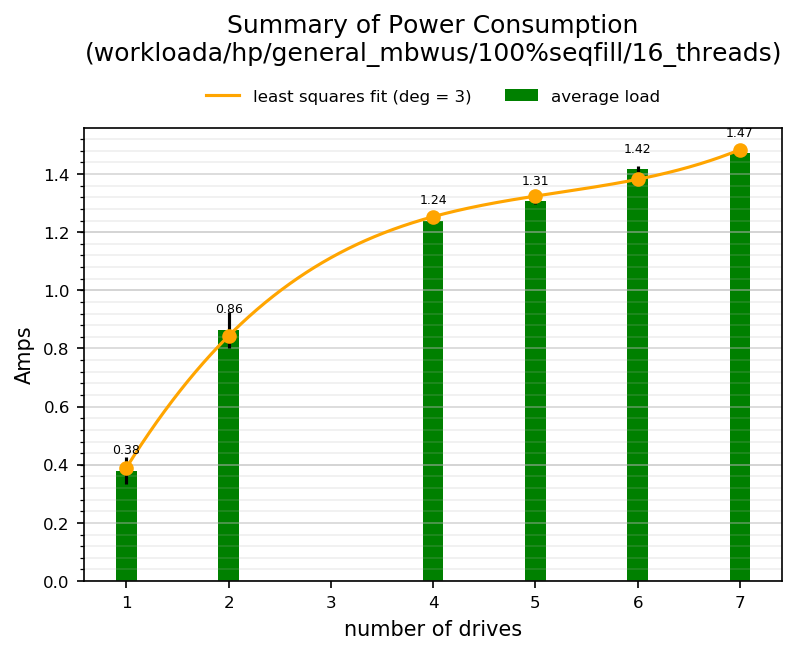 Summary of Power Consumption
(workloada/hp/general_mbwus/100%seqfill/16_threads)
least squares fit (deg = 3)
average load
1.47
1.42
1.31
1.24
0.86
0.38
1.4
1.2
1.0
0.8
0.6
0.4
0.2
0.0
Amps
1 2 3 4 5 6 7
number of drives